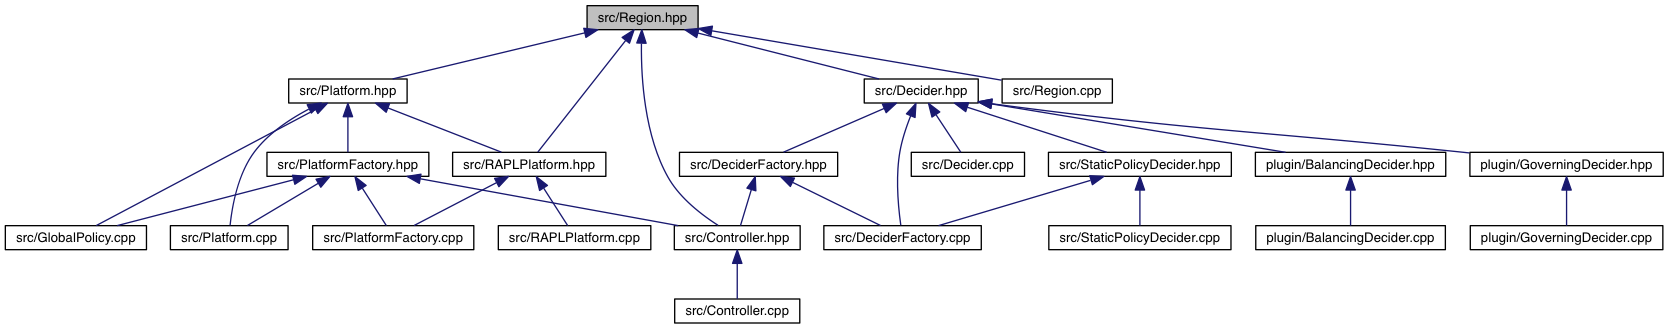 src/Region.hpp
src/Platform.hpp
src/Decider.hpp
src/Region.cpp
src/PlatformFactory.hpp
src/RAPLPlatform.hpp
src/DeciderFactory.hpp
src/Decider.cpp
src/StaticPolicyDecider.hpp
plugin/BalancingDecider.hpp
plugin/GoverningDecider.hpp
src/GlobalPolicy.cpp
src/Platform.cpp
src/PlatformFactory.cpp
src/RAPLPlatform.cpp
src/Controller.hpp
src/DeciderFactory.cpp
src/StaticPolicyDecider.cpp
plugin/BalancingDecider.cpp
plugin/GoverningDecider.cpp
src/Controller.cpp